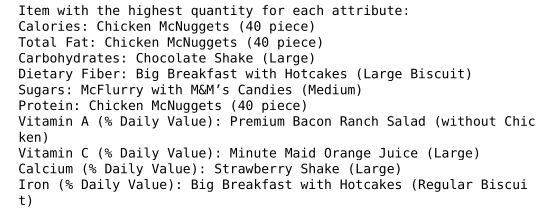 Item with the highest quantity for each attribute:
Calories: Chicken McNuggets (40 piece)
Total Fat: Chicken McNuggets (40 piece)
Carbohydrates: Chocolate Shake (Large)
Dietary Fiber: Big Breakfast with Hotcakes (Large Biscuit)
Sugars: McFlurry with M&M’s Candies (Medium)
Protein: Chicken McNuggets (40 piece)
Vitamin A (% Daily Value): Premium Bacon Ranch Salad (without Chic
ken)
Vitamin C (% Daily Value): Minute Maid Orange Juice (Large)
Calcium (% Daily Value): Strawberry Shake (Large)
Iron (% Daily Value): Big Breakfast with Hotcakes (Regular Biscui
t)